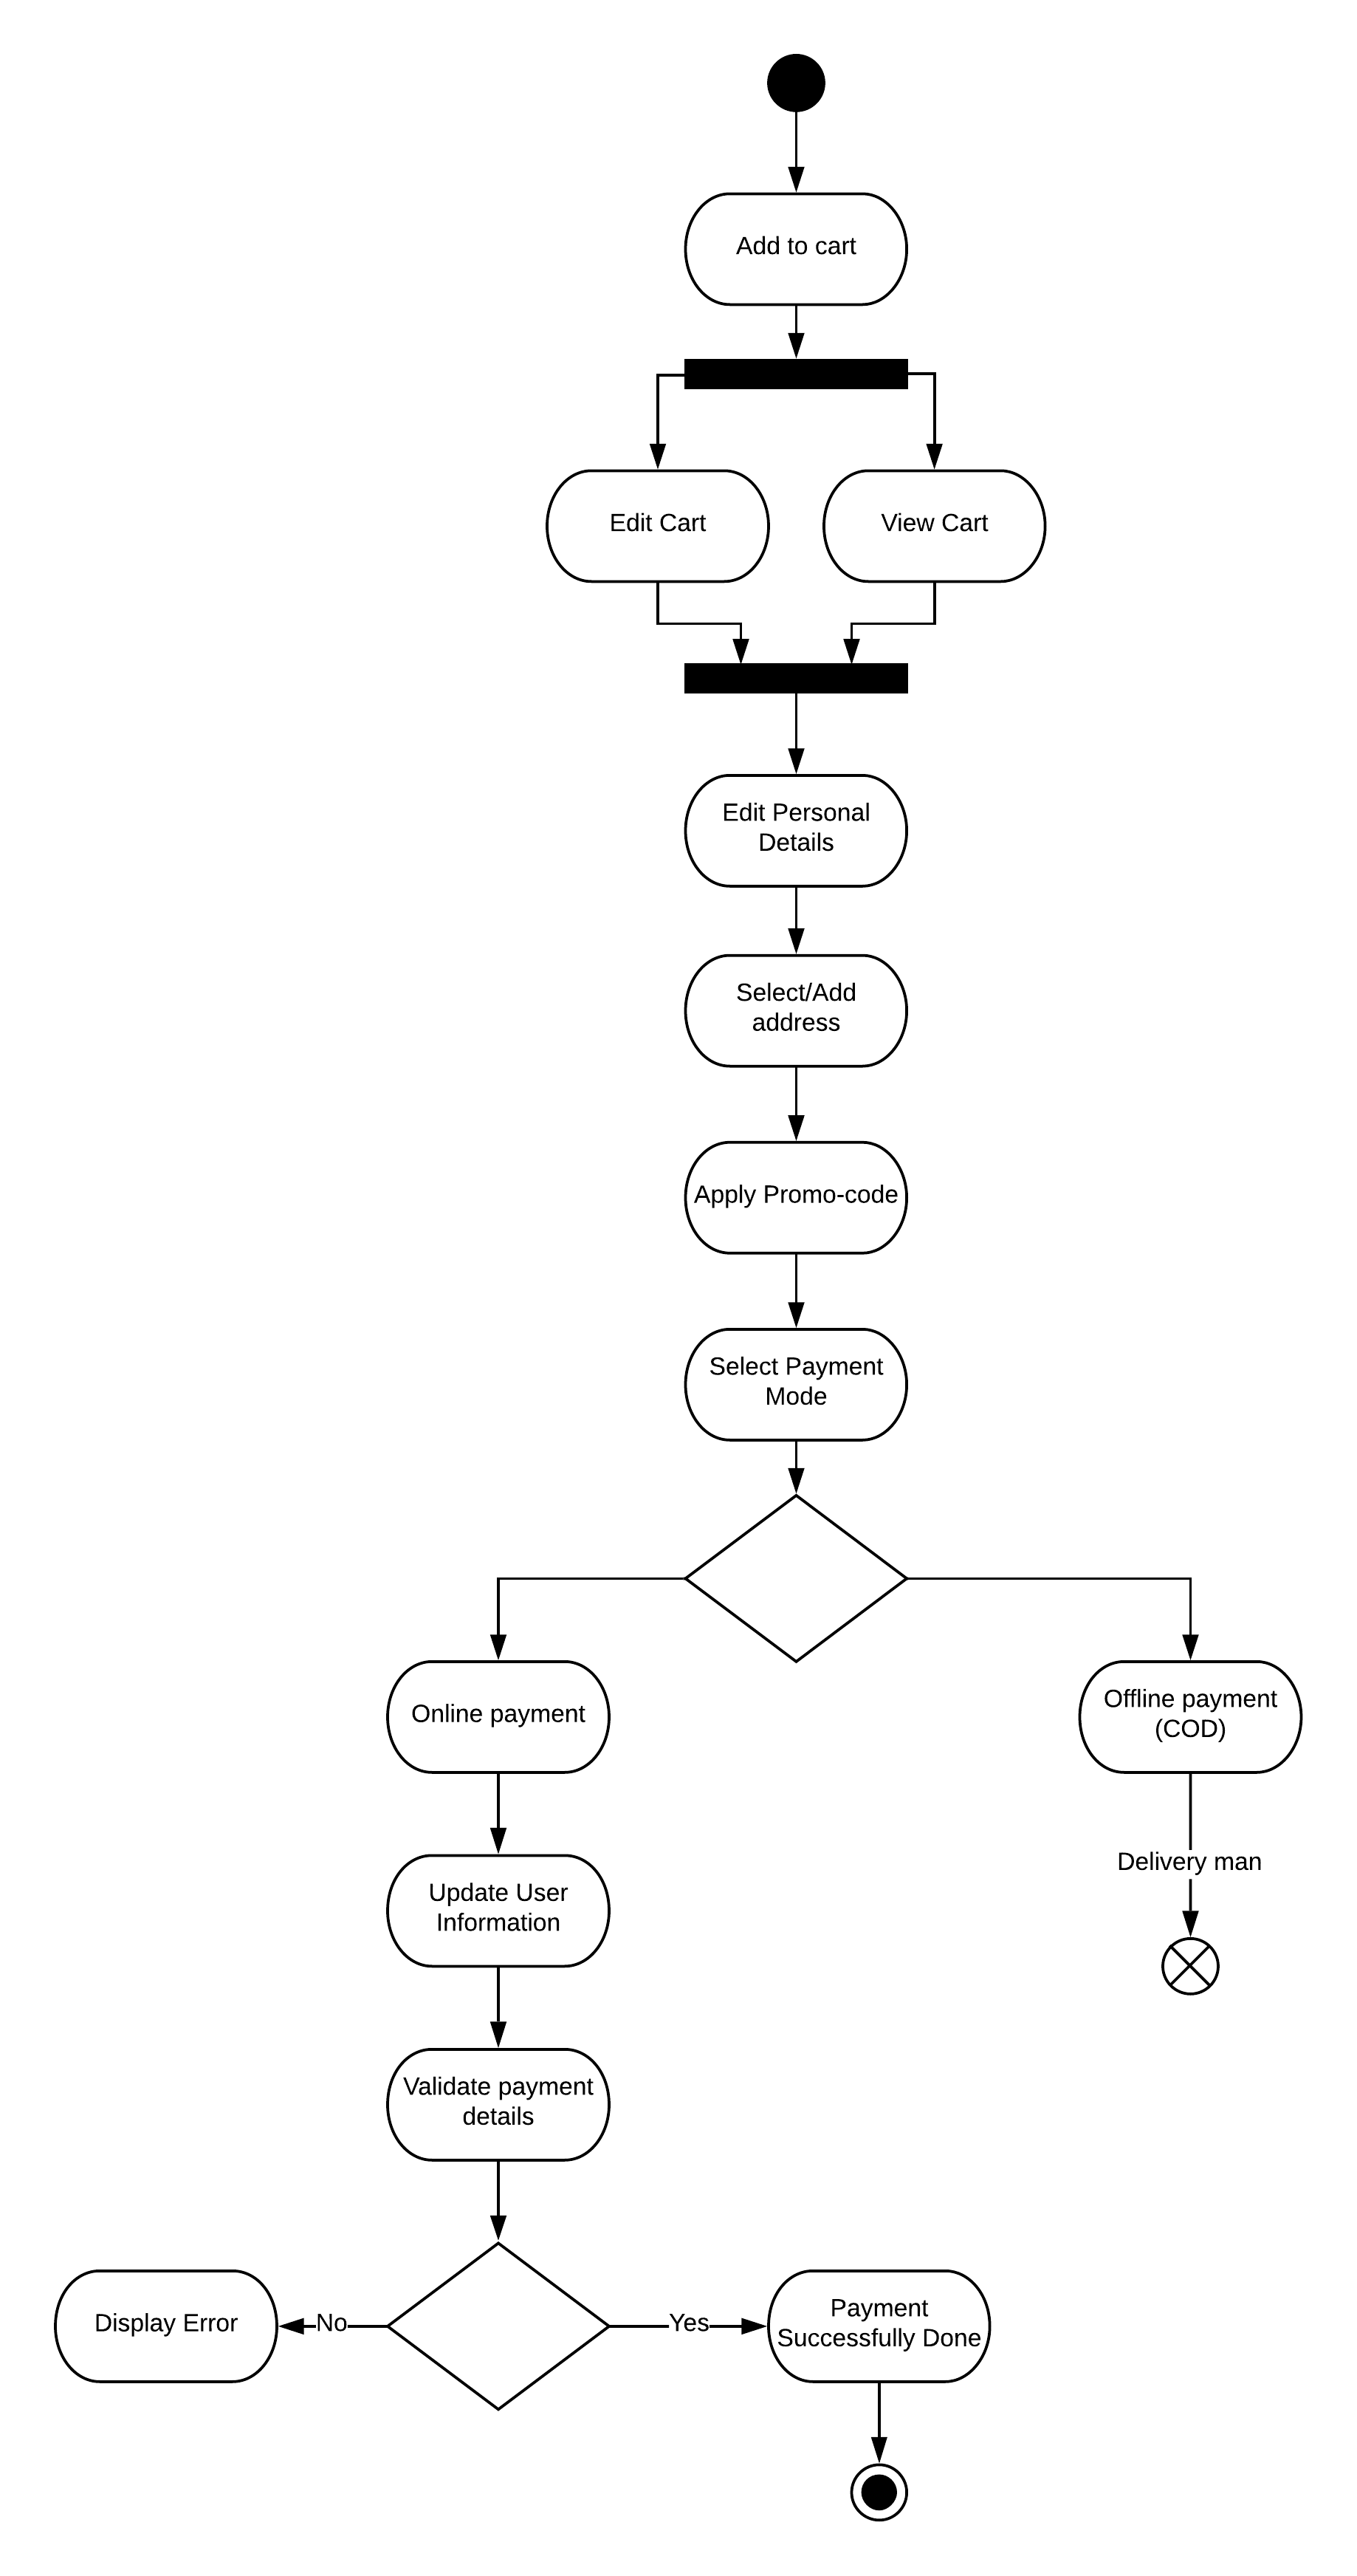 Add to cart
Edit Cart
View Cart
Edit Personal
Details
Select/Add
address
Apply Promo-code
Select Payment
Mode
Online payment
Offline payment
(COD)
Delivery man
Update User
Information
Validate payment
details
Display Error
No
Yes
Payment
Successfully Done